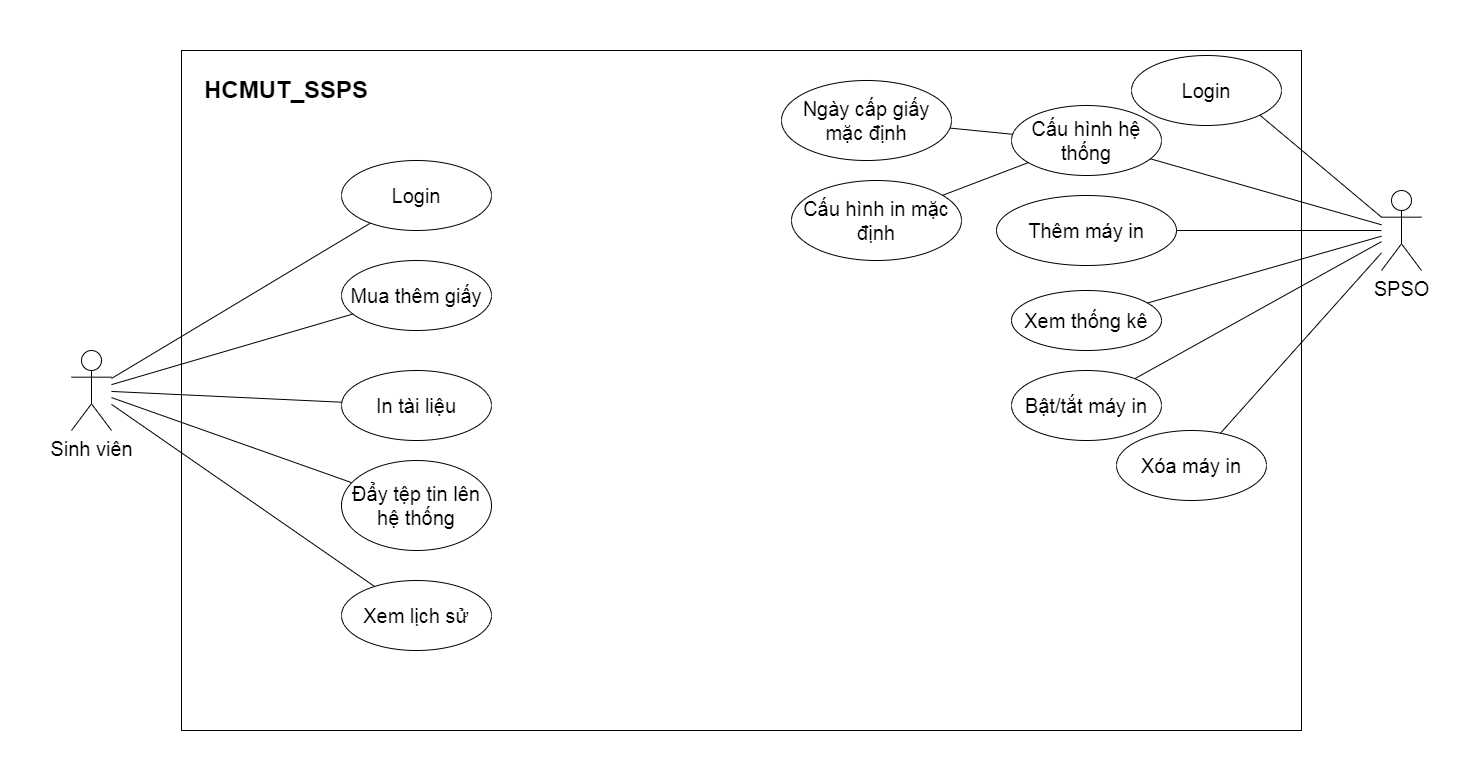 HCMUT_SSPS
Login
Mua thêm giấy
In tài liệu
Đẩy tệp tin lên
hệ thống
Xem lịch sử
Sinh viên
Ngày cấp giấy
mặc định
Cấu hình in mặc
định
Cấu hình hệ
thống
Login
Thêm máy in
Xem thống kê
Bật/tắt máy in
Xóa máy in
SPSO